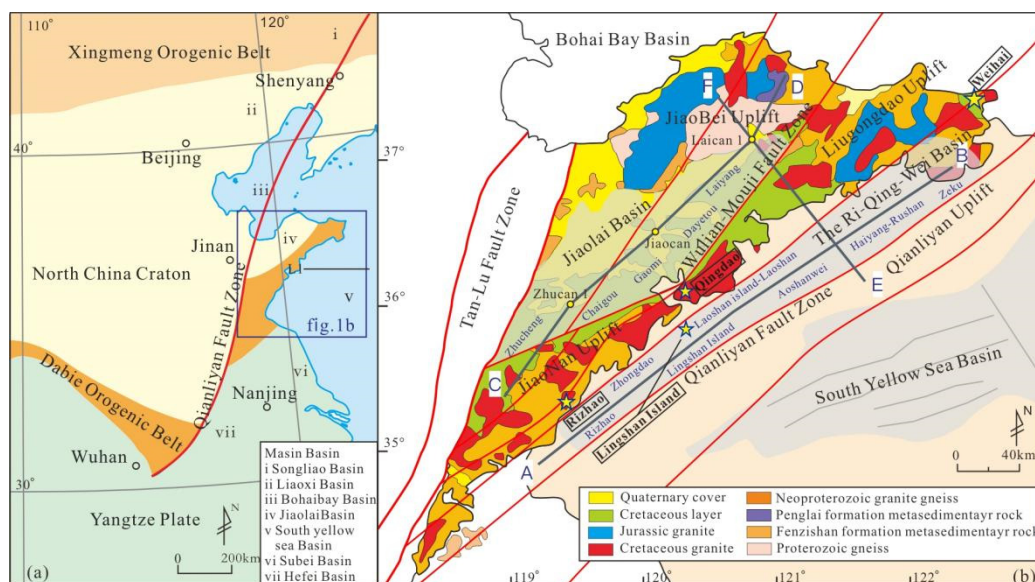 110°
120°
i
Xingmeng Orogenic Belt
Shenyang
ii
40°
Beijing
37°
iii
Jinan
iv
North China Craton
v
36°
fig.1b
Qianliyan Fault Zone
vi
Nanjing
Dabie Orogenic Belt
vii
Wuhan
35°
30°
Yangtze Plate
N
0 200km
(a)
Masin Basin
i Songliao Basin
ii Liaoxi Basin
iii Bohaibay Basin
iv JiaolaiBasin
v South yellow
sea Basin
vi Subei Basin
vii Hefei Basin
Bohai Bay Basin
Weihai
F
D
JiaoBei Uplift
Laican 1
Liugongdao Uplift
Tan-Lu Fault Zone
Jiaolai Basin
Laiyang
Dayetou
Wulian-Mouji Fault Zone
The Ri-Qing-Wei Basin
B
Jiaocan
Gaomi
Haiyang-Rushan
Zeku
Qianliyan Uplift
Zhucan 1
Chaigou
Zhucheng
Qingdao
Laoshan island-Laoshan
Aoshanwei
E
JiaoNan Uplift
Zhongdao
Lingshan Island
Qianliyan Fault Zone
C
Rizhao
Rizhao
Lingshan Island
South Yellow Sea Basin
A
N
0 40km
Quaternary cover
Cretaceous layer
Jurassic granite
Cretaceous granite
Neoproterozoic granite gneiss
Penglai formation metasedimentayr rock
Fenzishan formation metasedimentayr rock
Proterozoic gneiss
119°
120°
121°
122°
(b)